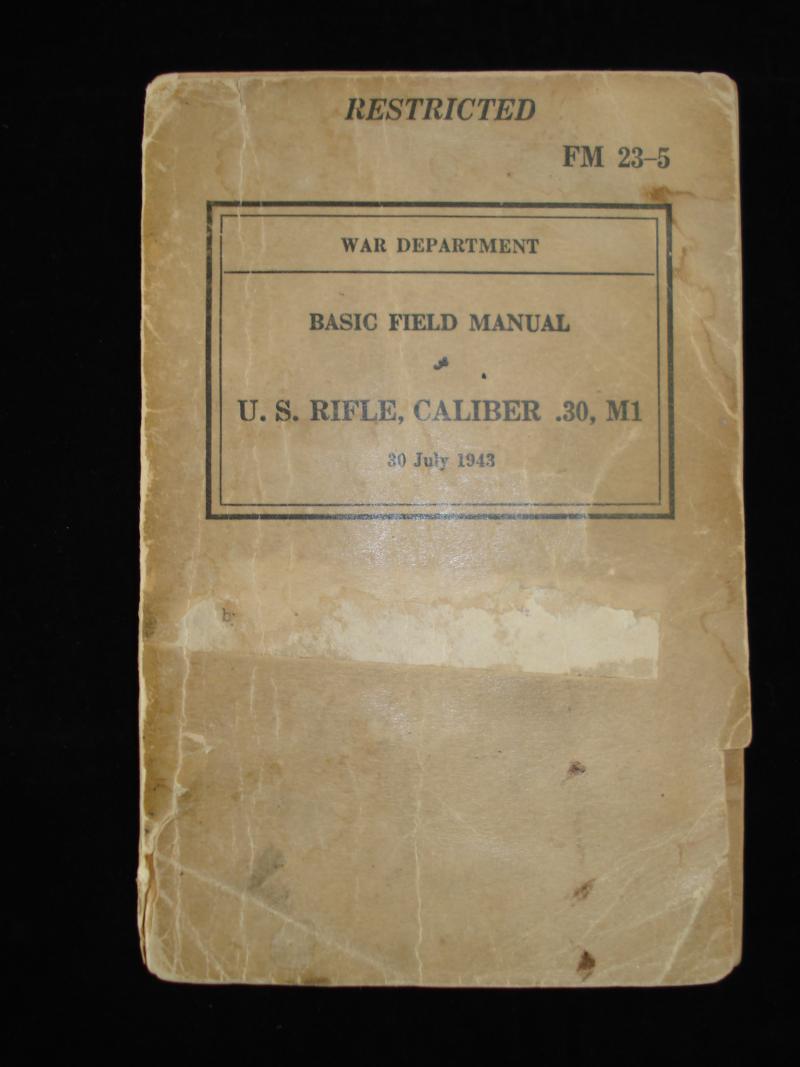 RESTRICTED
FM 23–5
WAR DEPARTMENT
BASIC FIELD MANUAL
U. S. RIFLE, CALIBER .30, M1
30 July 1943
b